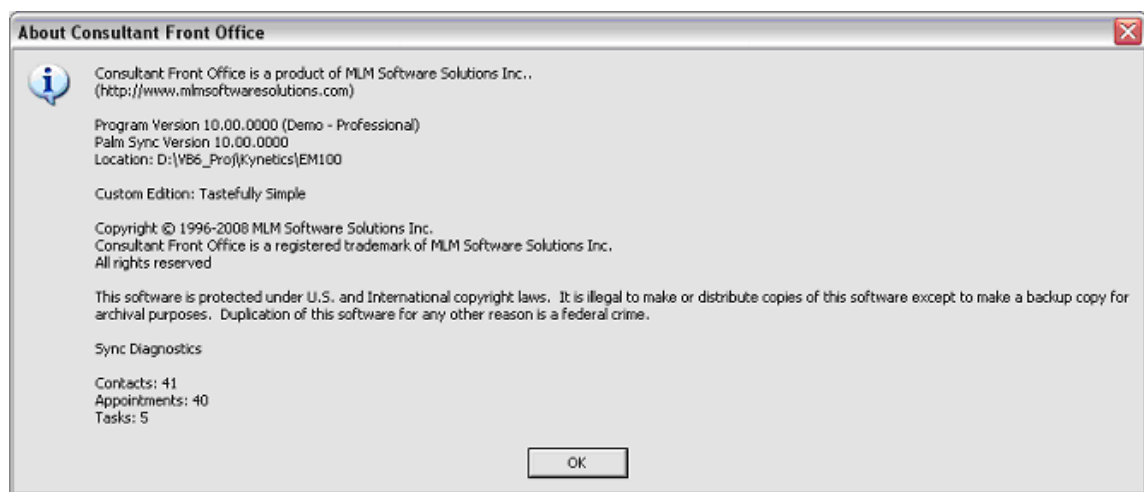 About Consultant Front Office
Consultant Front Office is a product of MLM Software Solutions Inc..
(http://www.mlmsoftwaresolutions.com)
Program Version 10.00.0000 (Demo - Professional)
Palm Sync Version 10.00.0000
Location: D:\VB6_Proj\Kynetics\EM100
Custom Edition: Tastefully Simple
Copyright © 1996-2008 MLM Software Solutions Inc.
Consultant Front Office is a registered trademark of MLM Software Solutions Inc.
All rights reserved
This software is protected under U.S. and International copyright laws.  It is illegal to make or distribute copies of this software except to make a backup copy for
archival purposes.  Duplication of this software for any other reason is a federal crime.
Sync Diagnostics
Contacts: 41
Appointments: 40
Tasks: 5
OK